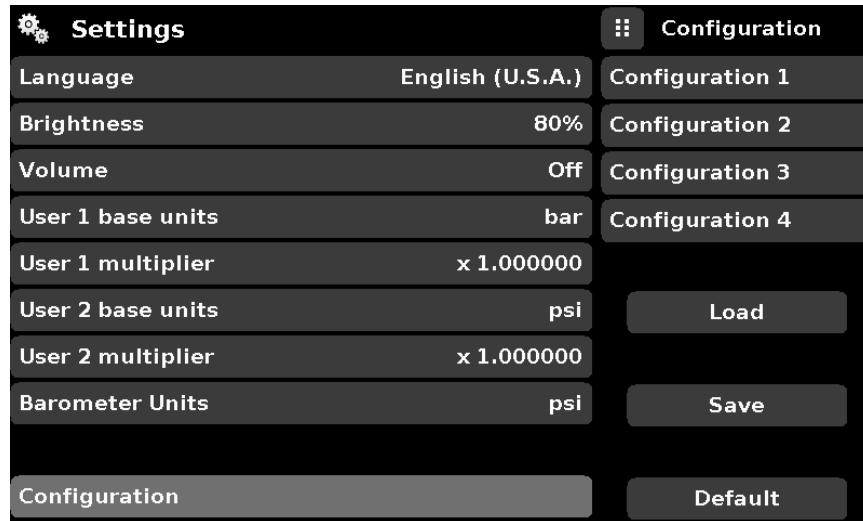 Settings
Language English (U.S.A.)
Brightness 80%
Volume Off
User 1 base units bar
User 1 multiplier x 1.000000
User 2 base units psi
User 2 multiplier x 1.000000
Barometer Units psi
Configuration
Configuration
Configuration 1
Configuration 2
Configuration 3
Configuration 4
Load
Save
Default